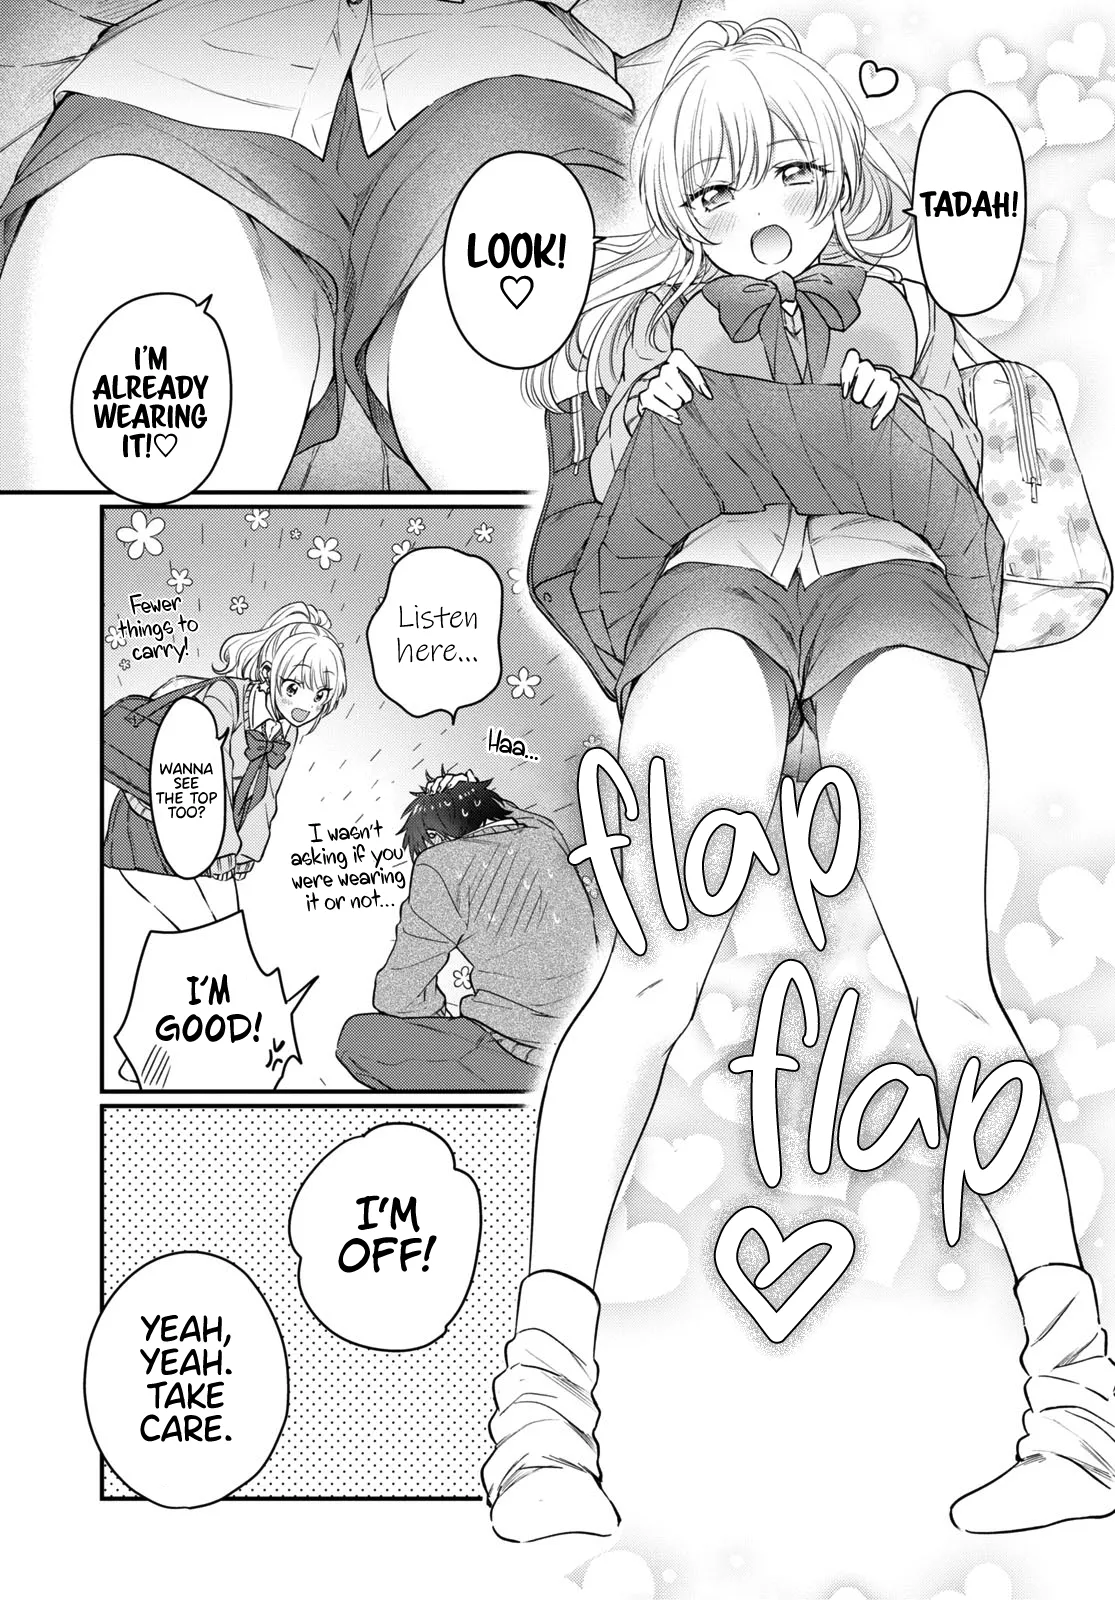 TADAH!
LOOK!
♡
I'M
ALREADY
WEARING
IT!♡
flap
flap
♡
Listen
here...
Haa...
I wasn't
asking if you
were wearing
it or not...
Fewer
things to
carry!
WANNA
SEE
THE TOP
TOO?
I'M
GOOD!
I'M
OFF!
YEAH,
YEAH.
TAKE
CARE.